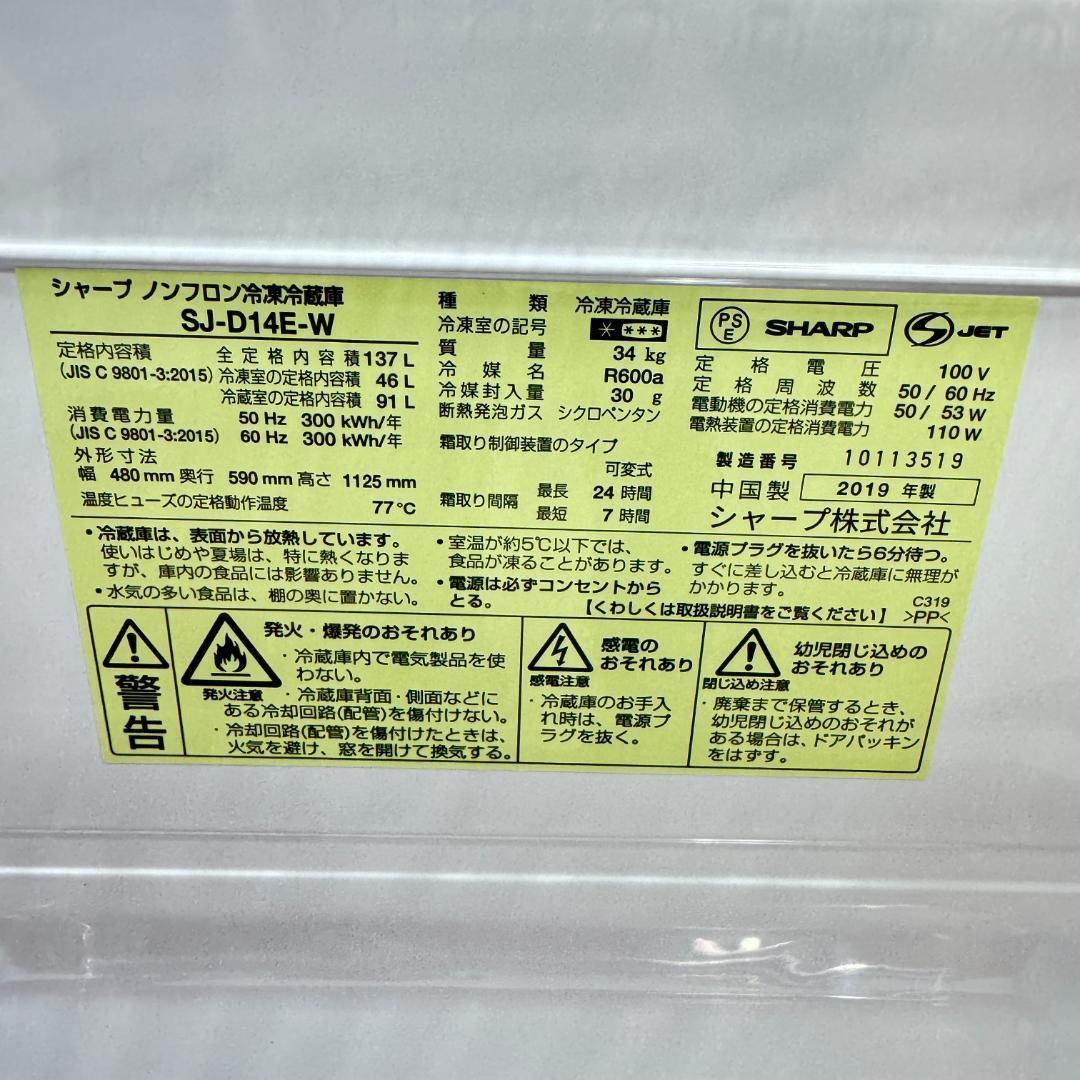 シャープ ノンフロン冷凍冷蔵庫
SJ-D14E-W
定格内容積 全定格内容積 137 L
(JIS C 9801-3:2015) 冷凍室の定格内容積 46 L
冷蔵室の定格内容積 91 L
消費電力量 50 Hz 300 kWh/年
(JIS C 9801-3:2015) 60 Hz 300 kWh/年
外形寸法
幅 480 mm 奥行 590 mm 高さ 1125 mm
温度ヒューズの定格動作温度 77℃
種類 冷凍冷蔵庫
冷凍室の記号 * ***
質量 34 kg
冷媒名 R600a
冷媒封入量 30 g
断熱発泡ガス シクロペンタン
霜取り制御装置のタイプ
可変式
霜取り間隔 最長 24 時間
最短 7 時間
PS
E
SHARP
S JET
定格電圧 100 V
定格周波数 50 / 60 Hz
電動機の定格消費電力 50 / 53 W
電熱装置の定格消費電力 110 W
製造番号 10113519
中国製 2019 年製
シャープ株式会社
・冷蔵庫は、表面から放熱しています。
使いはじめや夏場は、特に熱くなりま
すが、庫内の食品には影響ありません。
・水気の多い食品は、棚の奥に置かない。
・室温が約5℃以下では、
食品が凍ることがあります。
・電源は必ずコンセントから
とる。
・電源プラグを抜いたら6分待つ。
すぐに差し込むと冷蔵庫に無理が
かかります。
【くわしくは取扱説明書をご覧ください】
C319
>PP<
警告
発火注意
発火・爆発のおそれあり
・冷蔵庫内で電気製品を使
わない。
・冷蔵庫背面・側面などに
ある冷却回路(配管)を傷付けない。
・冷却回路(配管)を傷付けたときは、
火気を避け、窓を開けて換気する。
感電注意
感電の
おそれあり
・冷蔵庫のお手入
れ時は、電源プ
ラグを抜く。
閉じ込め注意
幼児閉じ込めの
おそれあり
・廃棄まで保管するとき、
幼児閉じ込めのおそれが
ある場合は、ドアパッキン
をはずす。